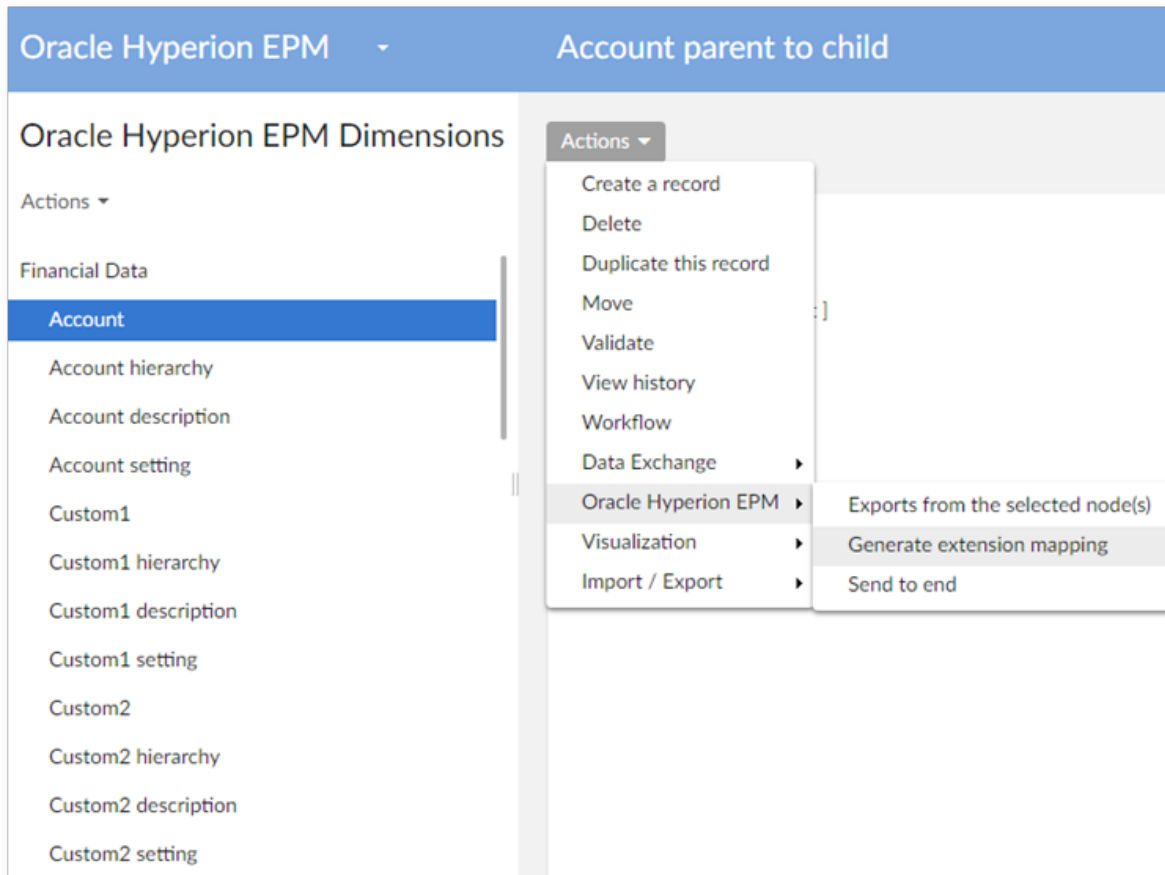 Oracle Hyperion EPM
Account parent to child
Oracle Hyperion EPM Dimensions
Actions
Financial Data
Account
Account hierarchy
Account description
Account setting
Custom1
Custom1 hierarchy
Custom1 description
Custom1 setting
Custom2
Custom2 hierarchy
Custom2 description
Custom2 setting
Actions
Create a record
Delete
Duplicate this record
Move
:]
Validate
View history
Workflow
Data Exchange
Oracle Hyperion EPM
Visualization
Import / Export
Exports from the selected node(s)
Generate extension mapping
Send to end